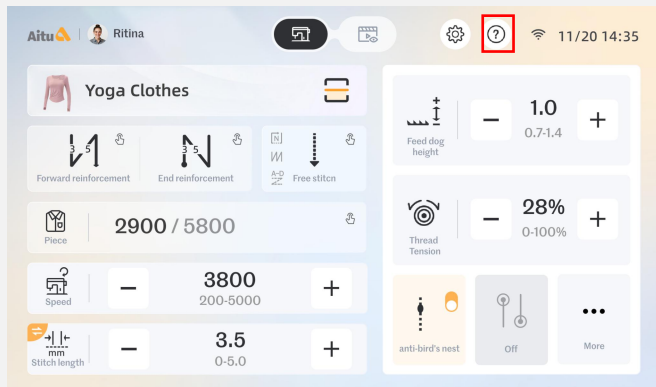 Aitu
Ritina
11/20 14:35
Yoga Clothes
3 5
Forward reinforcement
3 5
End reinforcement
N
A-D
Free stitcn
Piece
2900 / 5800
Speed
3800
200-5000
mm
Stitch length
3.5
0-5.0
Feed dog
height
1.0
0.7-1.4
Thread
Tension
28%
0-100%
anti-bird's nest
Off
More